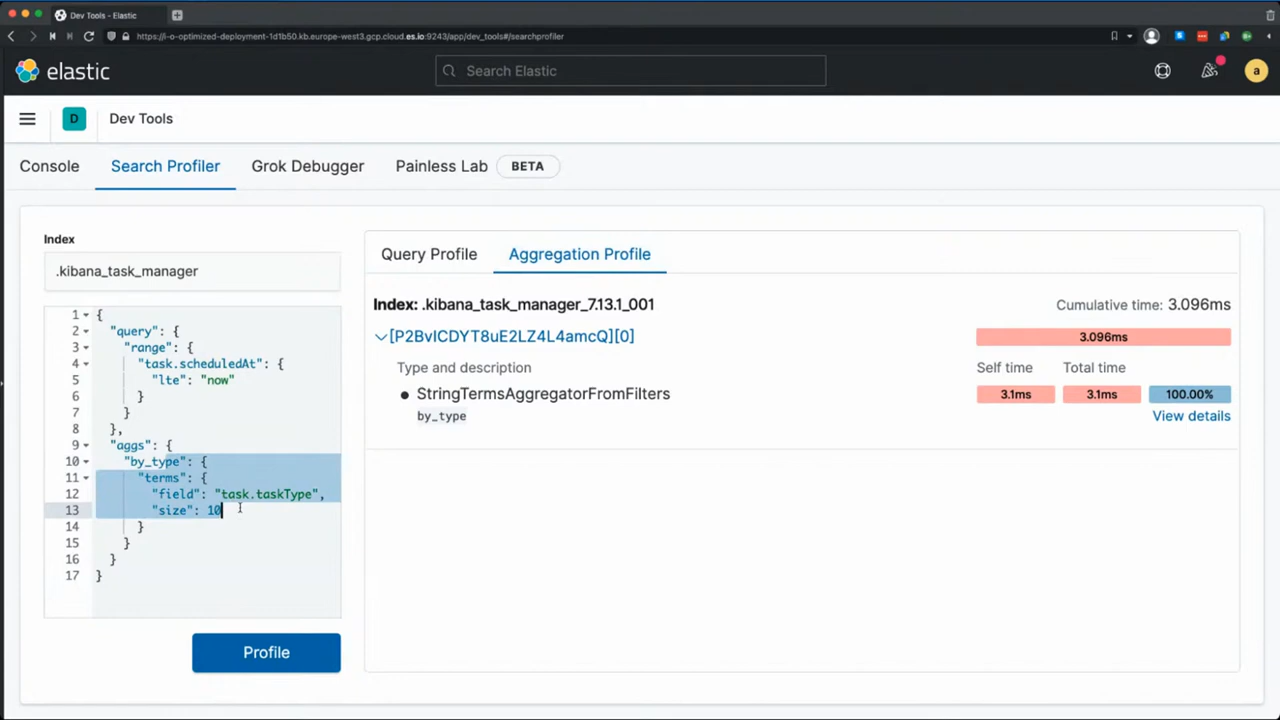 Dev Tools - Elastic
https://i-o-optimized-deployment-1d1b50.kb.europe-west3.gcp.cloud.es.io:9243/app/dev_tools#/searchprofiler
elastic
Search Elastic
a
D
Dev Tools
Console
Search Profiler
Grok Debugger
Painless Lab
BETA
Index
.kibana_task_manager
1 {
2 "query": {
3 "range": {
4 "task.scheduledAt": {
5 "lte": "now"
6 }
7 }
8 },
9 "aggs": {
10 "by_type": {
11 "terms": {
12 "field": "task.taskType",
13 "size": 10
14 }
15 }
16 }
17 }
Profile
Query Profile
Aggregation Profile
Index: .kibana_task_manager_7.13.1_001
Cumulative time: 3.096ms
[P2BvICDYT8uE2LZ4L4amcQ][0]
3.096ms
Type and description
Self time
Total time
StringTermsAggregatorFromFilters
3.1ms
3.1ms
100.00%
by_type
View details